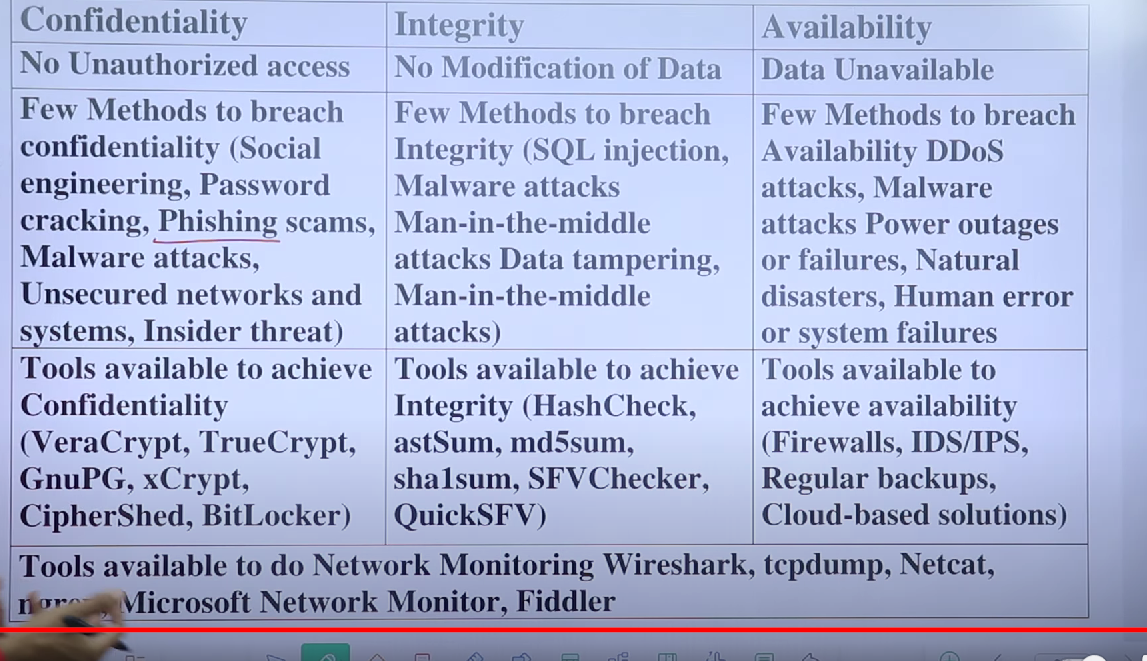 Confidentiality
No Unauthorized access
Few Methods to breach
confidentiality (Social
engineering, Password
cracking, Phishing scams,
Malware attacks,
Unsecured networks and
systems, Insider threat)
Tools available to achieve
Confidentiality
(VeraCrypt, TrueCrypt,
GnuPG, xCrypt,
CipherShed, BitLocker)
Integrity
No Modification of Data
Few Methods to breach
Integrity (SQL injection,
Malware attacks
Man-in-the-middle
attacks Data tampering,
Man-in-the-middle
attacks)
Tools available to achieve
Integrity (HashCheck,
astSum, md5sum,
sha1sum, SFVChecker,
QuickSFV)
Availability
Data Unavailable
Few Methods to breach
Availability DDoS
attacks, Malware
attacks Power outages
or failures, Natural
disasters, Human error
or system failures
Tools available to
achieve availability
(Firewalls, IDS/IPS,
Regular backups,
Cloud-based solutions)
Tools available to do Network Monitoring Wireshark, tcpdump, Netcat,
Microsoft Network Monitor, Fiddler